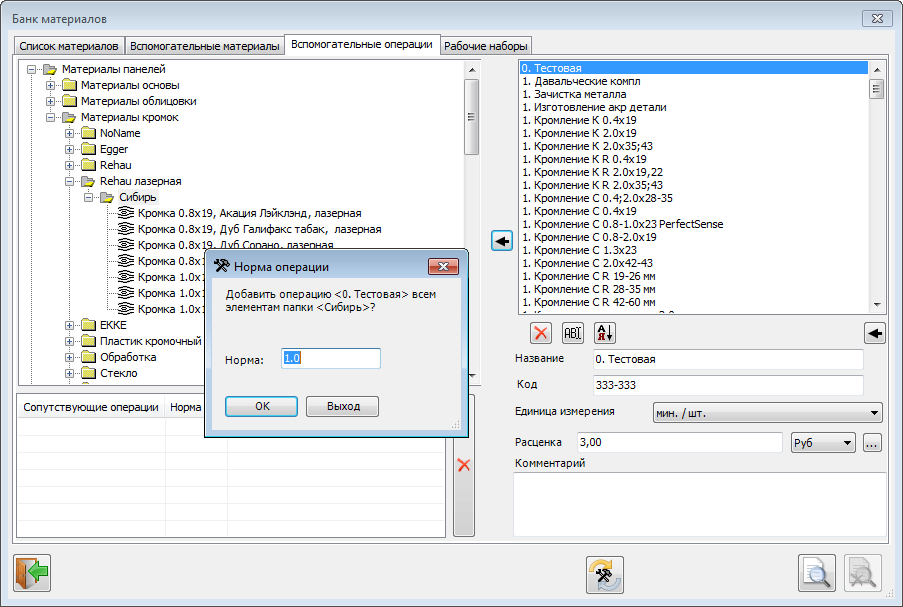 Банк материалов
Список материалов
Вспомогательные материалы
Вспомогательные операции
Рабочие наборы
Материалы панелей
Материалы основы
Материалы облицовки
Материалы кромок
NoName
Egger
Rehau
Rehau лазерная
Сибирь
Кромка 0.8x19, Акация Лэйклэнд, лазерная
Кромка 0.8x19, Дуб Галифакс табак, лазерная
Кромка 0.8x19, Дуб Сорано, лазерная
Кромка 0.8x1
Кромка 1.0x1
Кромка 1.0x1
Кромка 1.0x1
EKKE
Пластик кромочный
Обработка
Стекло
Сопутствующие операции
Норма
Норма операции
Добавить операцию <0. Тестовая> всем
элементам папки <Сибирь>?
Норма:
1.0
OK
Выход
0. Тестовая
1. Давальческие компл
1. Зачистка металла
1. Изготовление акр детали
1. Кромление K 0.4x19
1. Кромление K 2.0x19
1. Кромление K 2.0x35;43
1. Кромление K R 0.4x19
1. Кромление K R 2.0x19,22
1. Кромление K R 2.0x35;43
1. Кромление С 0.4;2.0x28-35
1. Кромление С 0.4x19
1. Кромление С 0.8-1.0x23 PerfectSense
1. Кромление С 0.8-2.0x19
1. Кромление С 1.3x23
1. Кромление С 2.0x42-43
1. Кромление С R 19-26 мм
1. Кромление С R 28-35 мм
1. Кромление С R 42-60 мм
АВ
А
Я
Название
0. Тестовая
Код
333-333
Единица измерения
мин. / шт.
Расценка
3,00
Руб
...
Комментарий